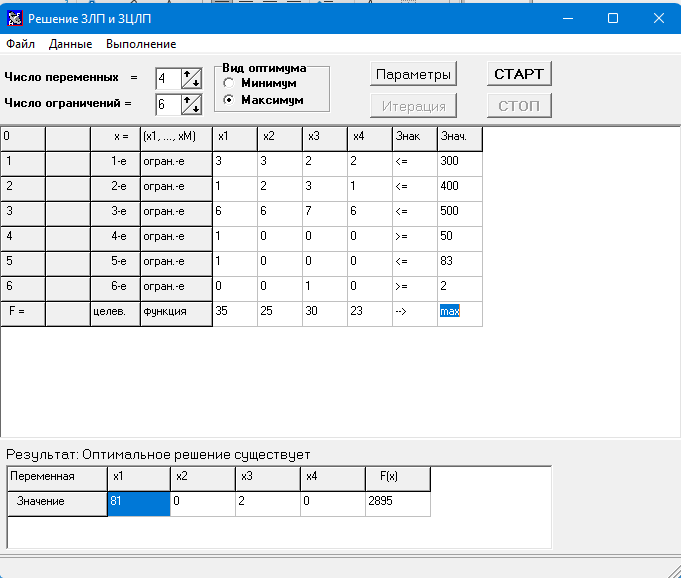 Решение ЗЛП и ЗЦЛП
Файл Данные Выполнение
Число переменных = 4
Число ограничений = 6
Вид оптимума
Минимум
Максимум
Параметры СТАРТ
Итерация СТОП
0 x = (x1, ..., xM) x1 x2 x3 x4 Знак Знач.
1 1-е огран.-е 3 3 2 2 <= 300
2 2-е огран.-е 1 2 3 1 <= 400
3 3-е огран.-е 6 6 7 6 <= 500
4 4-е огран.-е 1 0 0 0 >= 50
5 5-е огран.-е 1 0 0 0 <= 83
6 6-е огран.-е 0 0 1 0 >= 2
F = целев. функция 35 25 30 23 --> max
Результат: Оптимальное решение существует
Переменная x1 x2 x3 x4 F(x)
Значение 81 0 2 0 2895